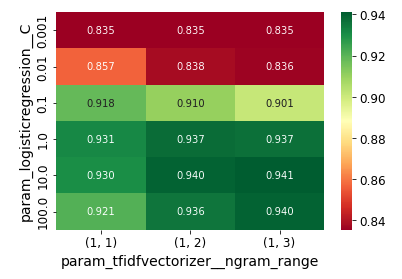 param_logisticregression__C
0.001 0.835 0.835 0.835
0.01 0.857 0.838 0.836
0.1 0.918 0.910 0.901
1.0 0.931 0.937 0.937
10.0 0.930 0.940 0.941
100.0 0.921 0.936 0.940
(1, 1) (1, 2) (1, 3)
param_tfidfvectorizer__ngram_range
0.94
0.92
0.90
0.88
0.86
0.84